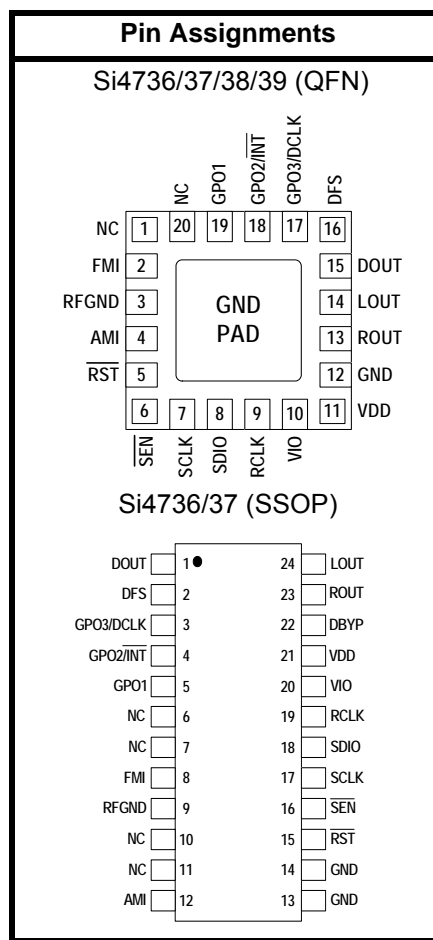 Pin Assignments
Si4736/37/38/39 (QFN)
NC GPO1 GPO2/INT GPO3/DCLK DFS
NC 1 20 19 18 17 16
FMI 2 15 DOUT
RFGND 3 14 LOUT
GND
PAD
AMI 4 13 ROUT
RST 5 12 GND
6 7 8 9 10 11 VDD
SEN SCLK SDIO RCLK VIO
Si4736/37 (SSOP)
DOUT 1 24 LOUT
DFS 2 23 ROUT
GPO3/DCLK 3 22 DBYP
GPO2/INT 4 21 VDD
GPO1 5 20 VIO
NC 6 19 RCLK
NC 7 18 SDIO
FMI 8 17 SCLK
RFGND 9 16 SEN
NC 10 15 RST
NC 11 14 GND
AMI 12 13 GND